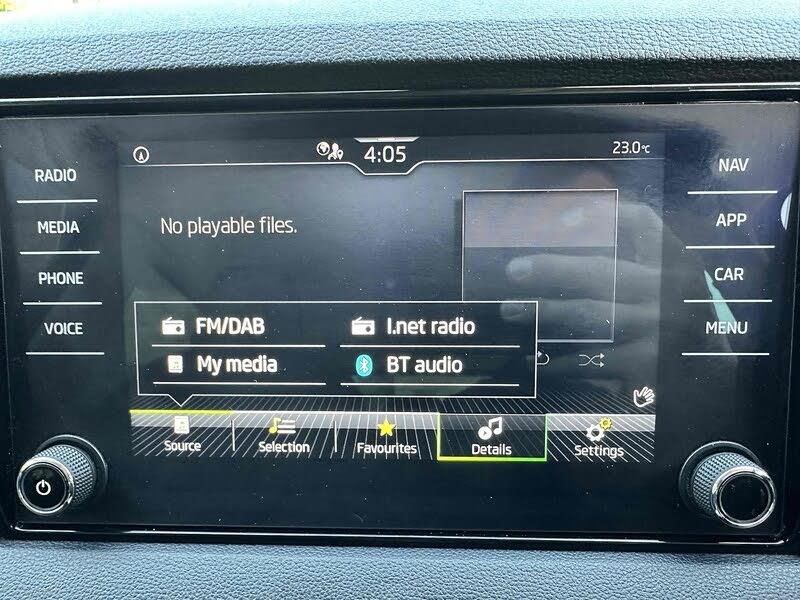 RADIO
MEDIA
PHONE
VOICE
4:05
23.0°C
No playable files.
FM/DAB
I.net radio
My media
BT audio
Source
Selection
Favourites
Details
Settings
NAV
APP
CAR
MENU